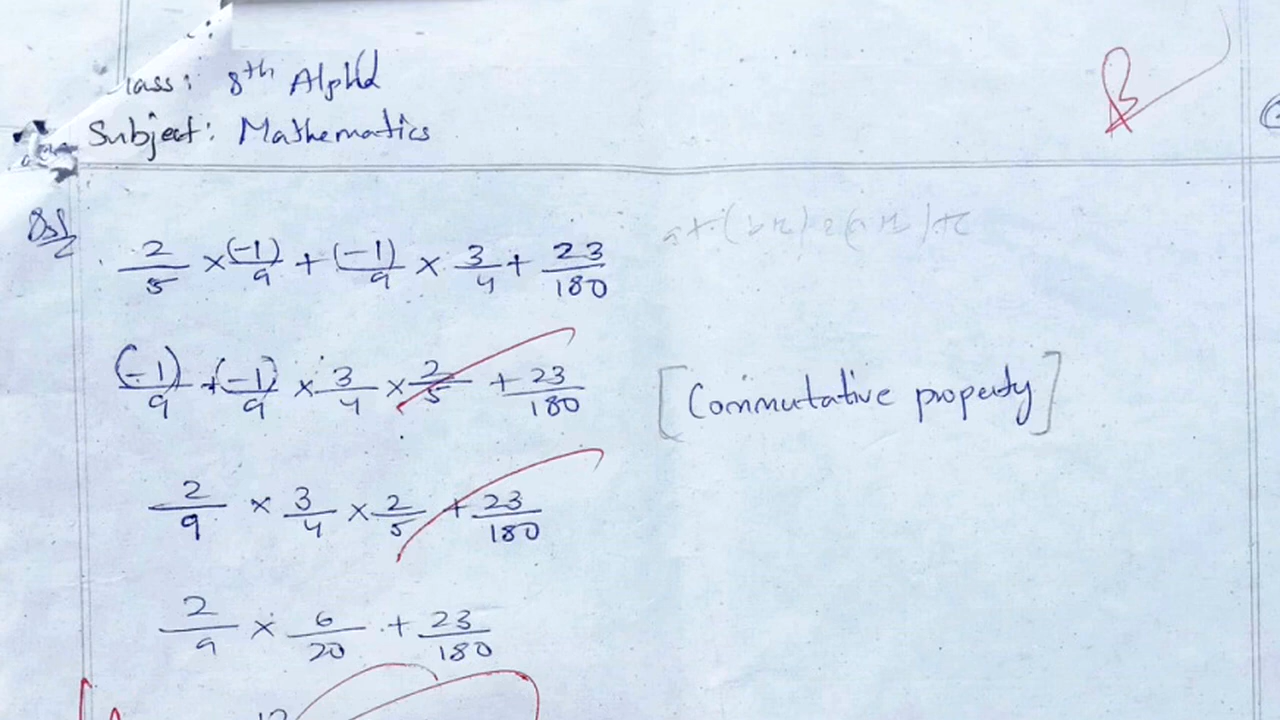 lass: 8th Alpha
Subject: Mathematics
2/5 × (-1)/9 + (-1)/9 × 3/4 + 23/180
(-1)/9 + (-1)/9 × 3/4 × 2/5 + 23/180 [Commutative property]
2/9 × 3/4 × 2/5 + 23/180
2/9 × 6/20 + 23/180